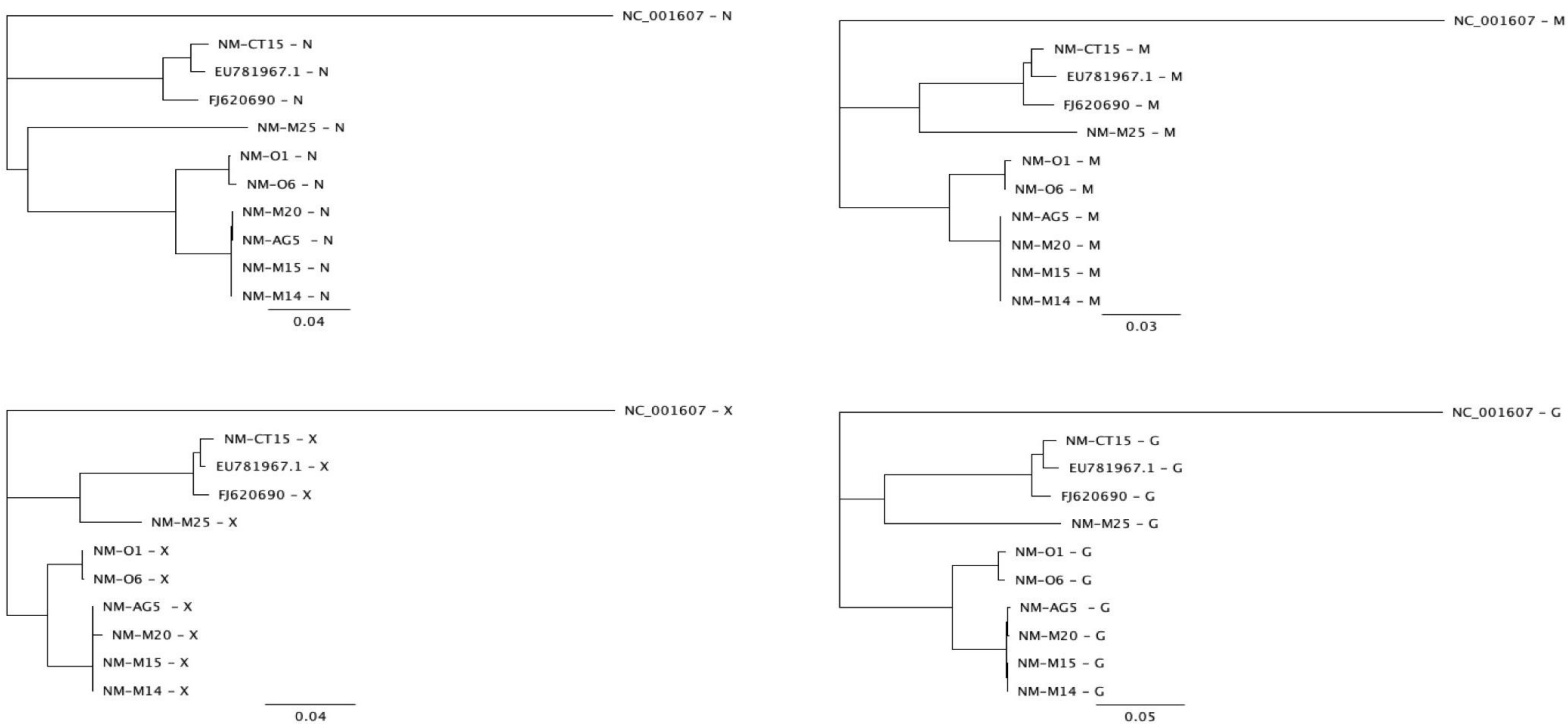 NC_001607 – N
NM–CT15 – N
EU781967.1 – N
FJ620690 – N
NM–M25 – N
NM–O1 – N
NM–O6 – N
NM–M20 – N
NM–AG5 – N
NM–M15 – N
NM–M14 – N
0.04
NC_001607 – M
NM–CT15 – M
EU781967.1 – M
FJ620690 – M
NM–M25 – M
NM–O1 – M
NM–O6 – M
NM–AG5 – M
NM–M20 – M
NM–M15 – M
NM–M14 – M
0.03
NC_001607 – X
NM–CT15 – X
EU781967.1 – X
FJ620690 – X
NM–M25 – X
NM–O1 – X
NM–O6 – X
NM–AG5 – X
NM–M20 – X
NM–M15 – X
NM–M14 – X
0.04
NC_001607 – G
NM–CT15 – G
EU781967.1 – G
FJ620690 – G
NM–M25 – G
NM–O1 – G
NM–O6 – G
NM–AG5 – G
NM–M20 – G
NM–M15 – G
NM–M14 – G
0.05